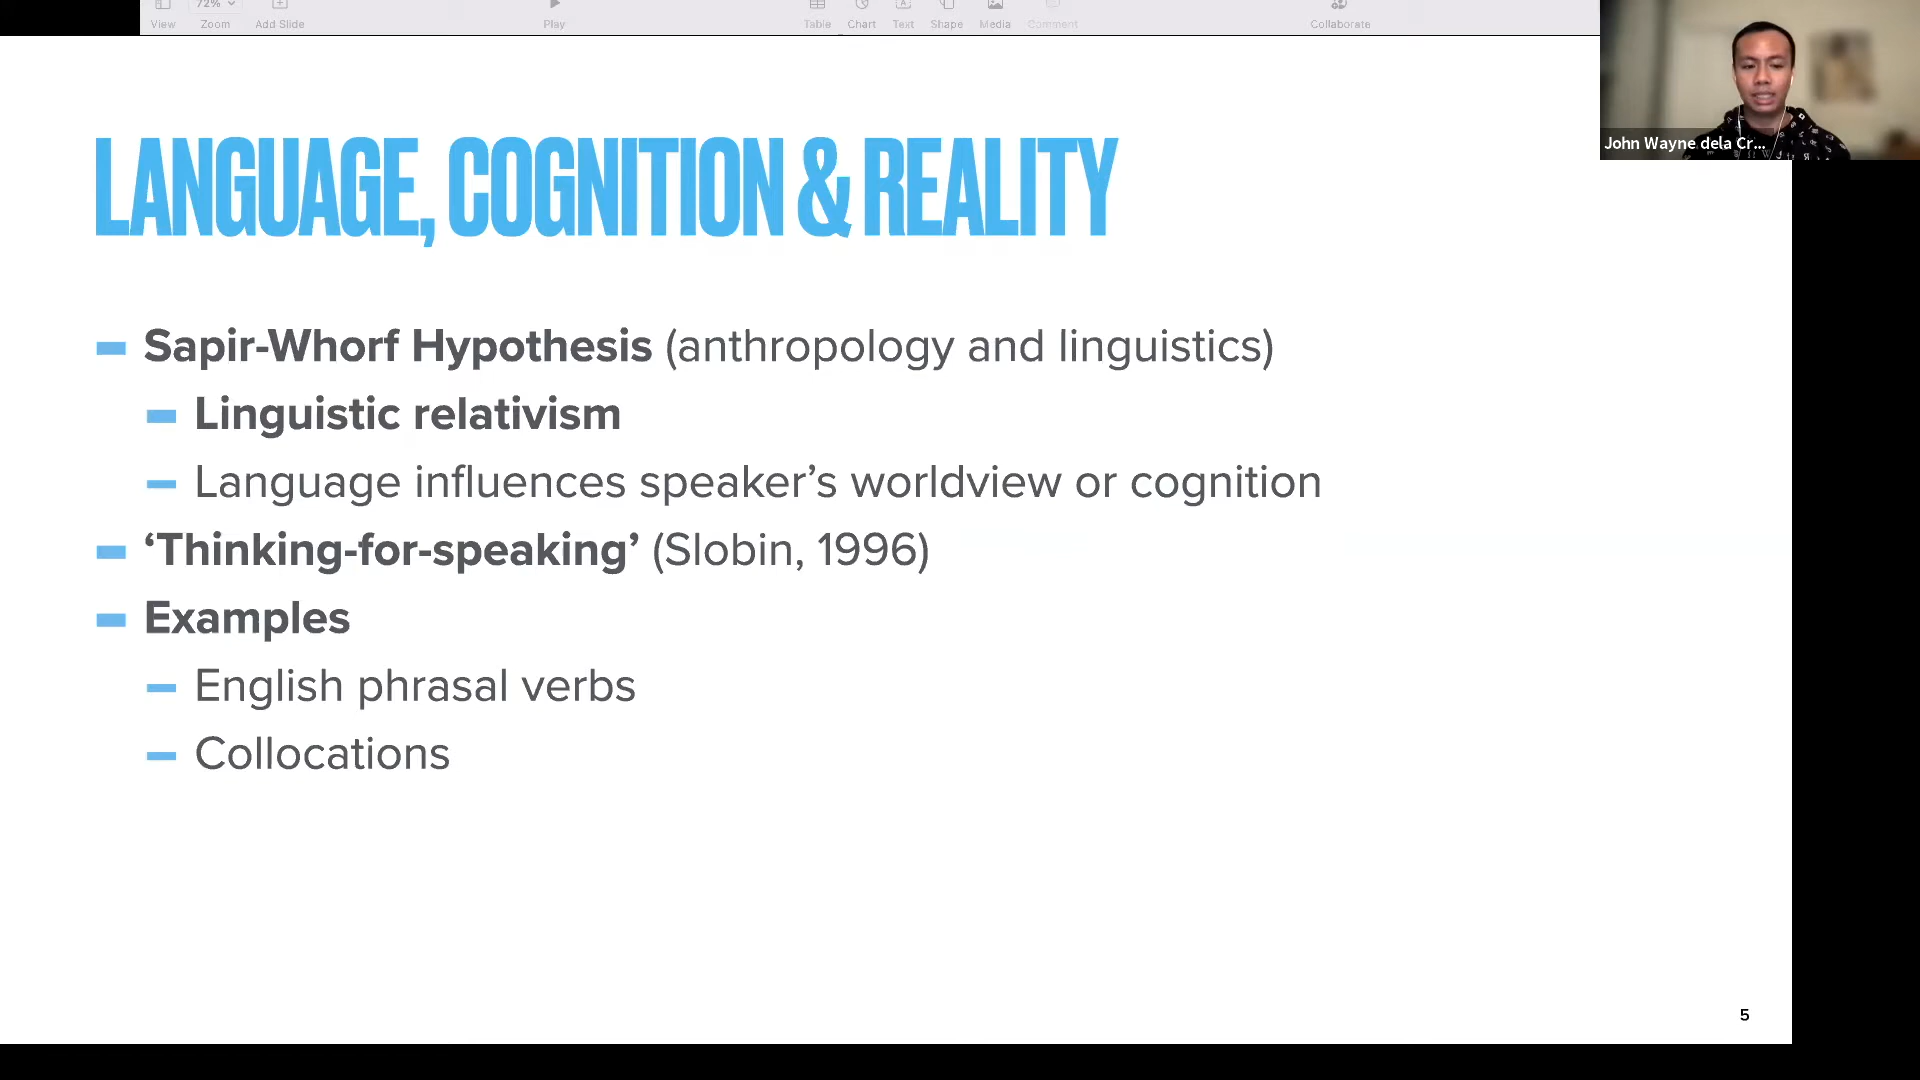 72%
View Zoom Add Slide Play Table Chart Text Shape Media Comment Collaborate
John Wayne dela Cr...
LANGUAGE, COGNITION & REALITY
Sapir-Whorf Hypothesis (anthropology and linguistics)
Linguistic relativism
Language influences speaker’s worldview or cognition
‘Thinking-for-speaking’ (Slobin, 1996)
Examples
English phrasal verbs
Collocations
5